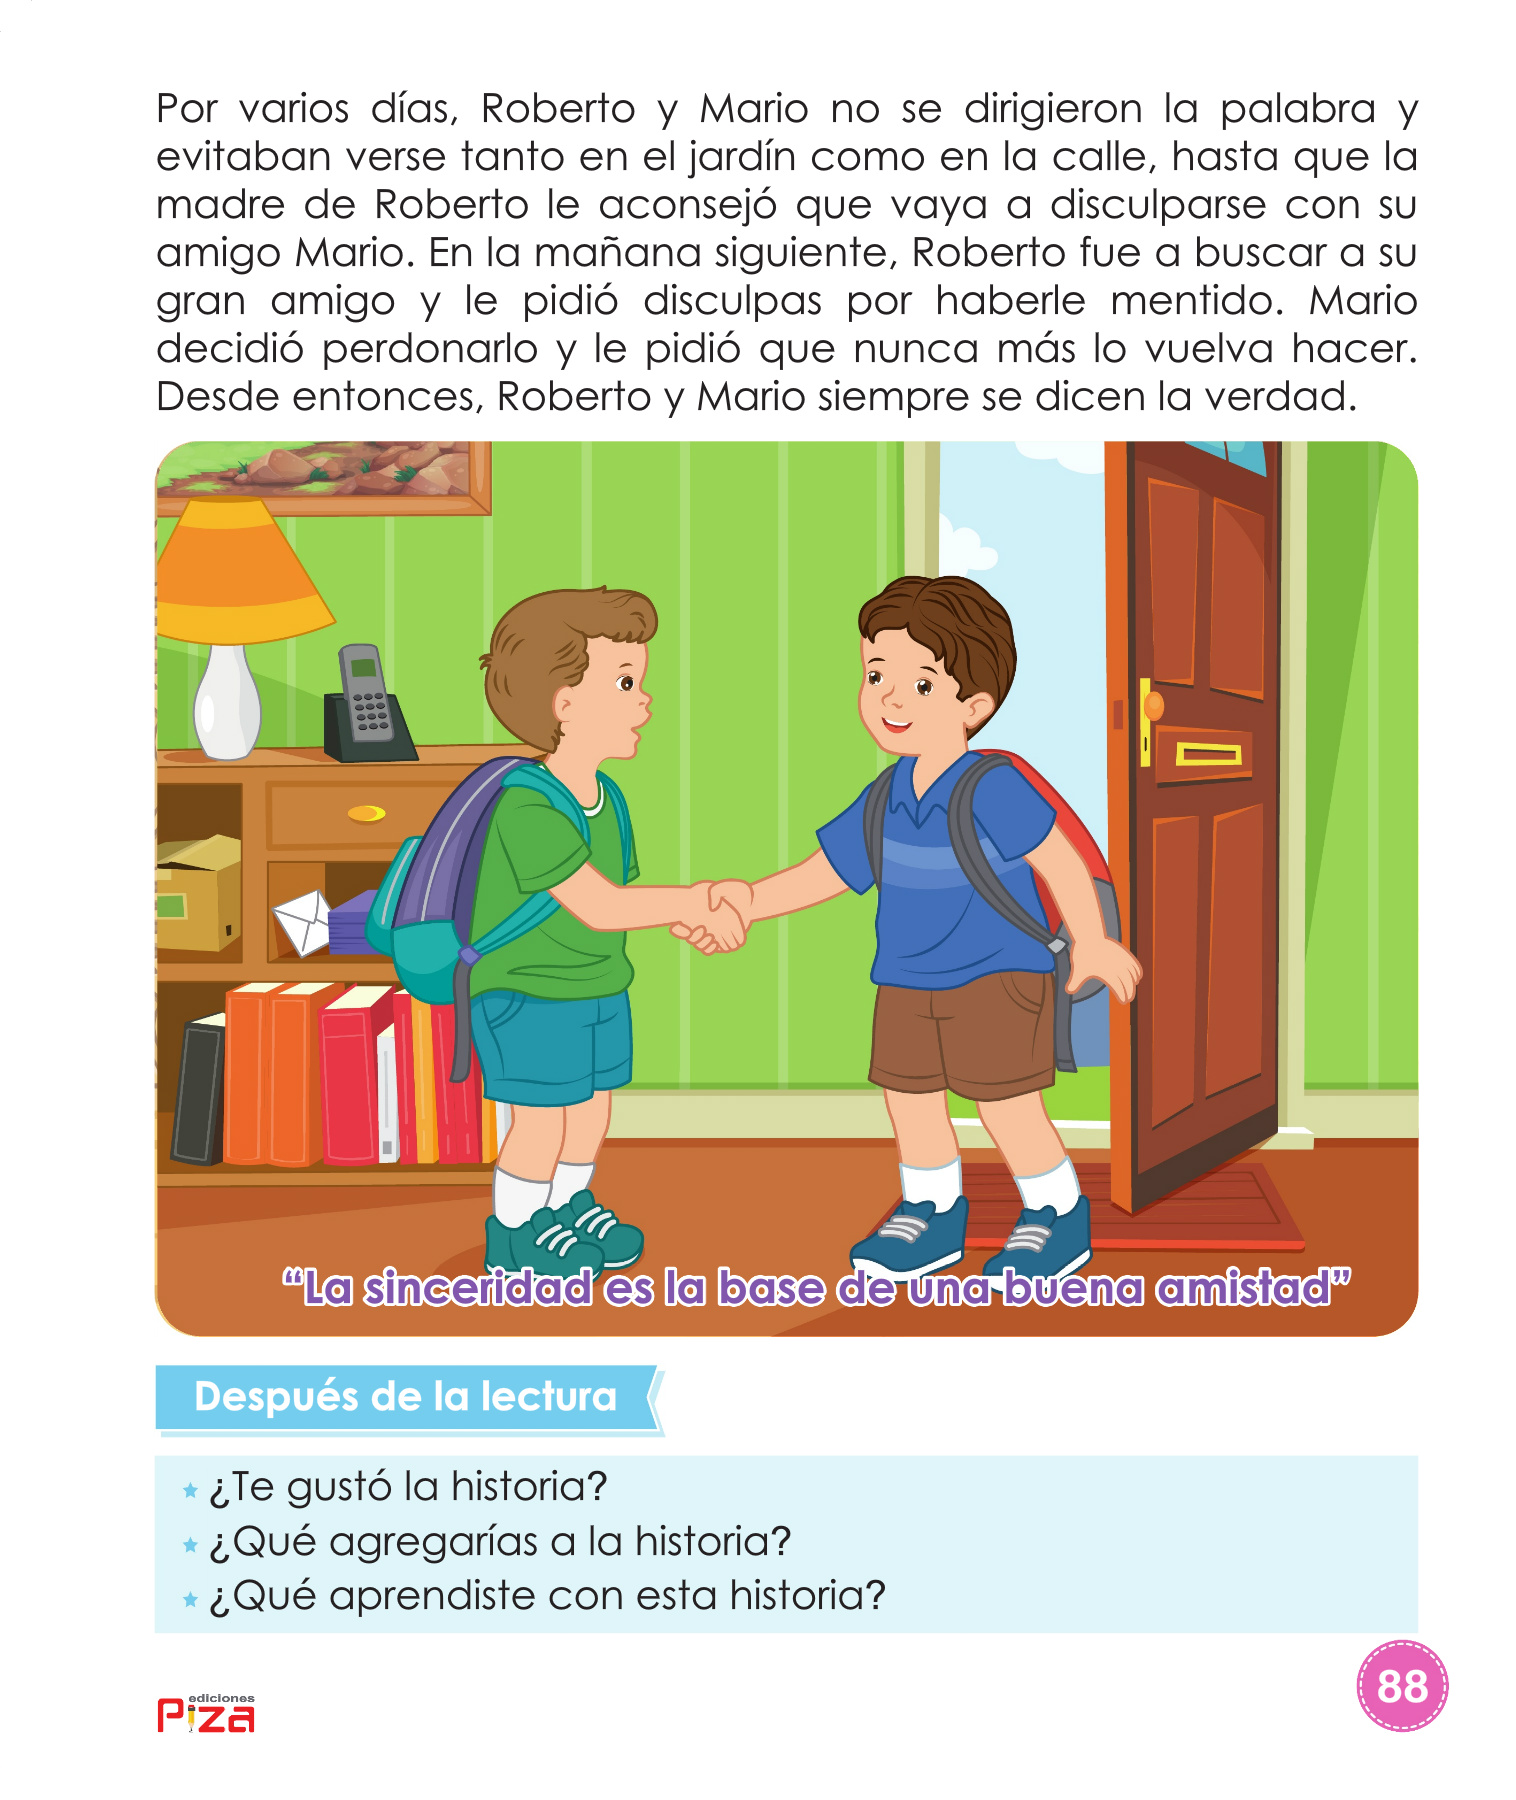 Por varios días, Roberto y Mario no se dirigieron la palabra y
evitaban verse tanto en el jardín como en la calle, hasta que la
madre de Roberto le aconsejó que vaya a disculparse con su
amigo Mario. En la mañana siguiente, Roberto fue a buscar a su
gran amigo y le pidió disculpas por haberle mentido. Mario
decidió perdonarlo y le pidió que nunca más lo vuelva hacer.
Desde entonces, Roberto y Mario siempre se dicen la verdad.
“La sinceridad es la base de una buena amistad”
Después de la lectura
¿Te gustó la historia?
¿Qué agregarías a la historia?
¿Qué aprendiste con esta historia?
ediciones
Piza
88